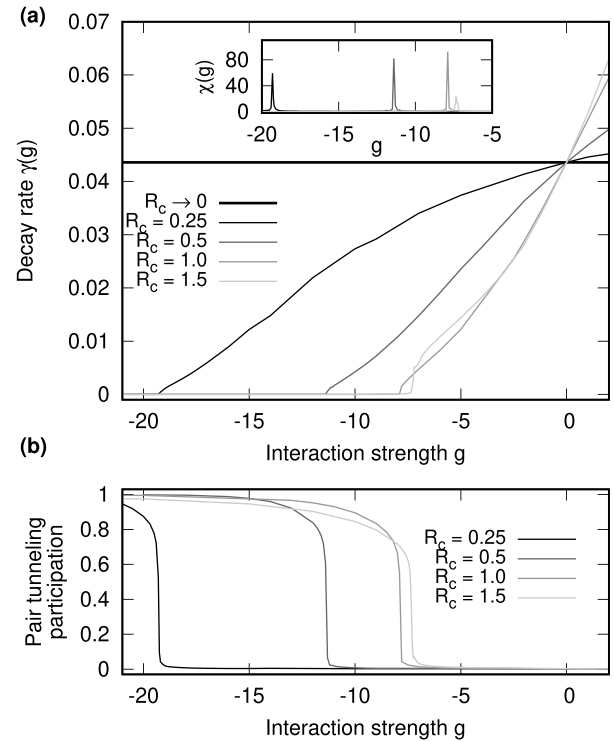 (a)
0.07
0.06
0.05
0.04
0.03
0.02
0.01
0
Decay rate γ(g)
80
40
0
χ(g)
-20 -15 -10 -5
g
R_c → 0
R_c = 0.25
R_c = 0.5
R_c = 1.0
R_c = 1.5
-20 -15 -10 -5 0
Interaction strength g
(b)
1
0.8
0.6
0.4
0.2
0
Pair tunneling
participation
R_c = 0.25
R_c = 0.5
R_c = 1.0
R_c = 1.5
-20 -15 -10 -5 0
Interaction strength g